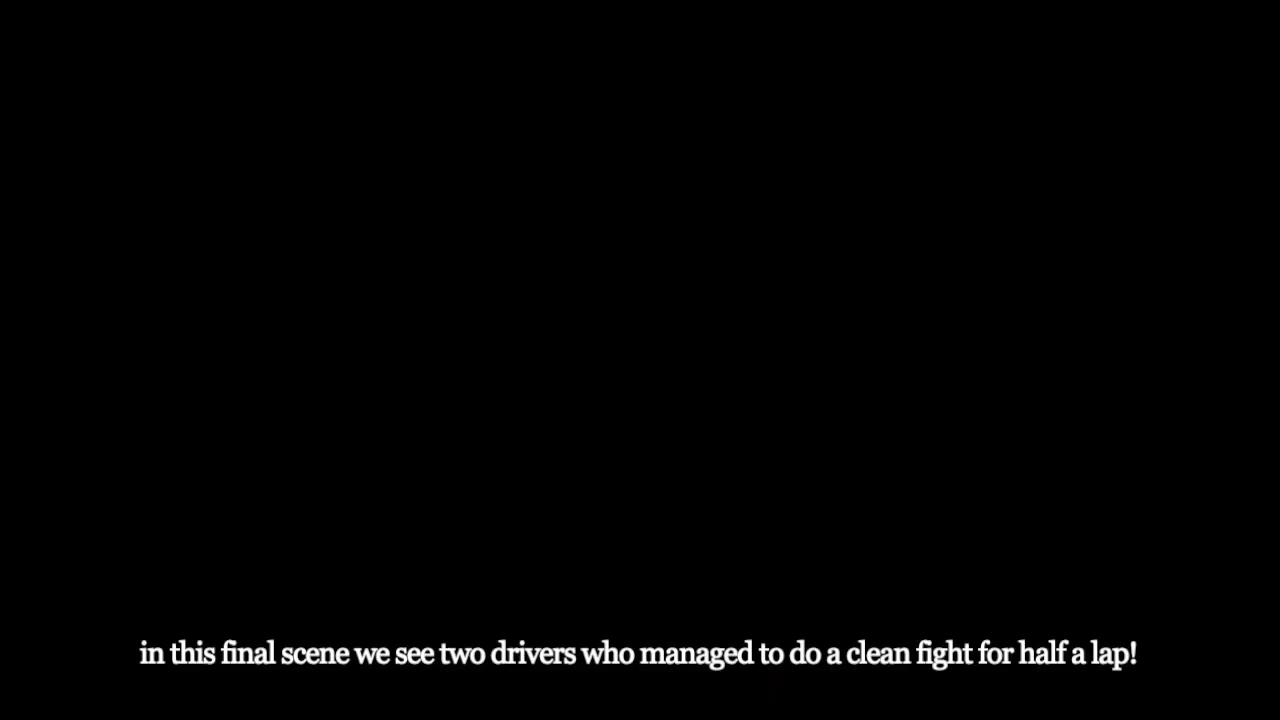 in this final scene we see two drivers who managed to do a clean fight for half a lap!